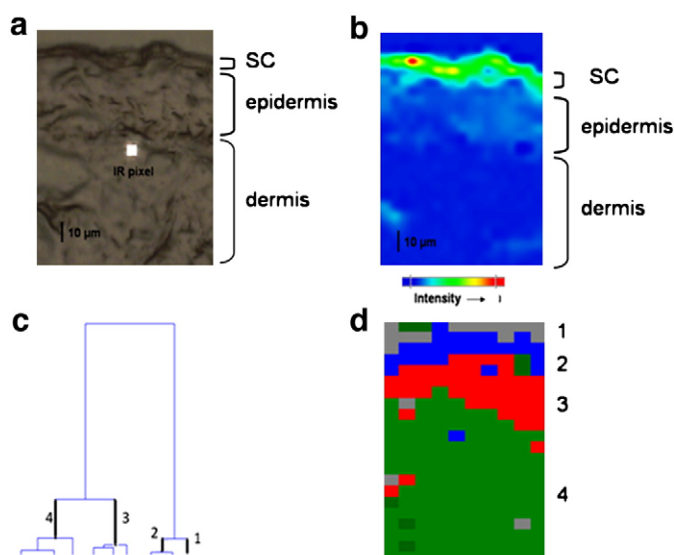 a
SC
epidermis
IR pixel
10 µm
dermis
b
SC
epidermis
dermis
10 µm
Intensity →
c
4
3
2
1
d
1
2
3
4